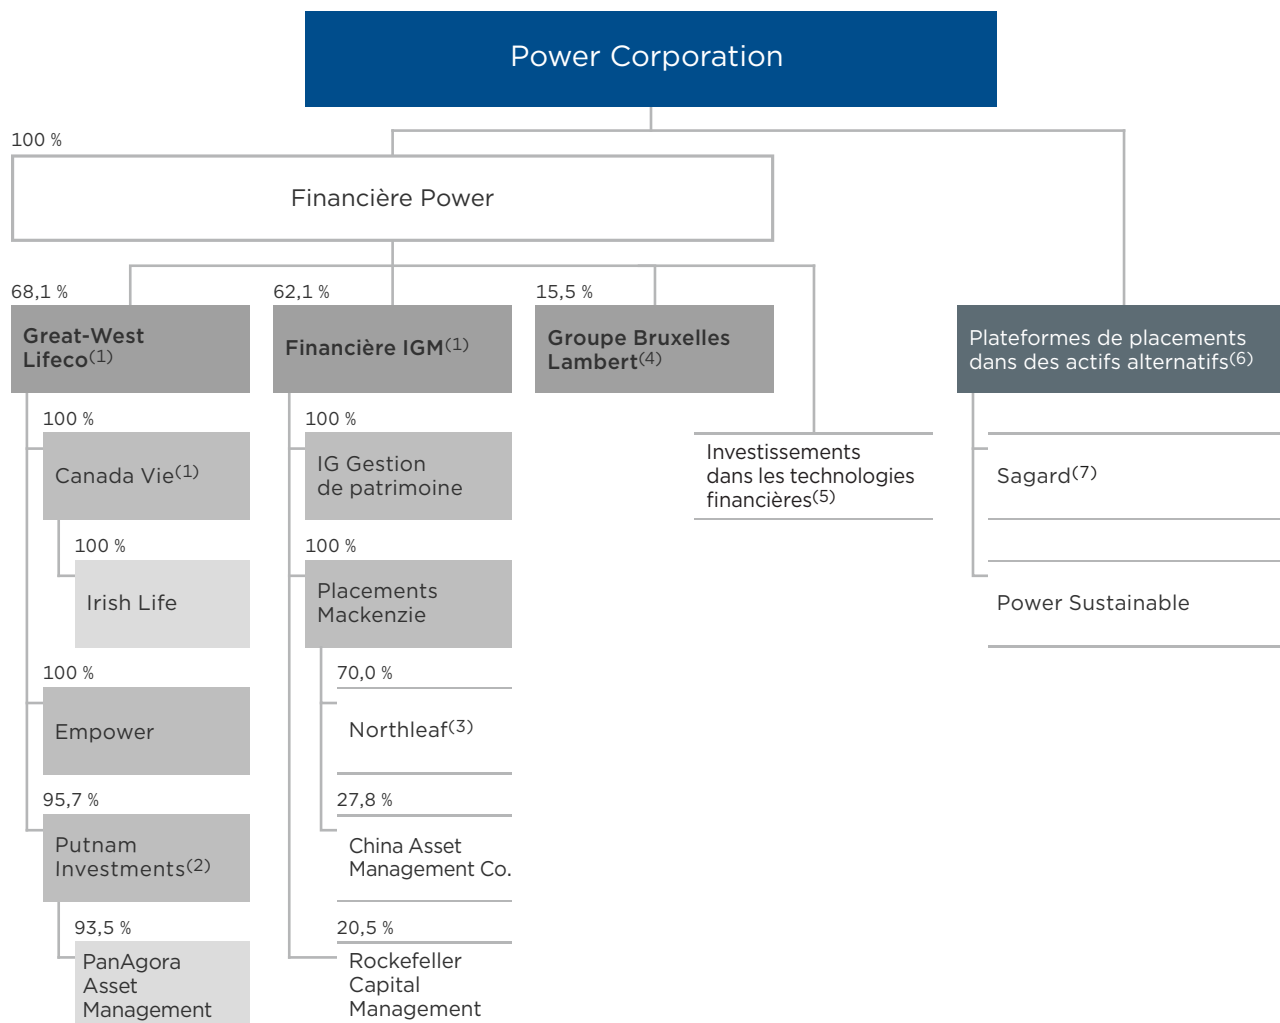 Power Corporation
100 %
Financière Power
68,1 %
Great-West
Lifeco(1)
100 %
Canada Vie(1)
100 %
Irish Life
100 %
Empower
95,7 %
Putnam
Investments(2)
93,5 %
PanAgora
Asset
Management
62,1 %
Financière IGM(1)
100 %
IG Gestion
de patrimoine
100 %
Placements
Mackenzie
70,0 %
Northleaf(3)
27,8 %
China Asset
Management Co.
20,5 %
Rockefeller
Capital
Management
15,5 %
Groupe Bruxelles
Lambert(4)
Investissements
dans les technologies
financières(5)
Plateformes de placements
dans des actifs alternatifs(6)
Sagard(7)
Power Sustainable